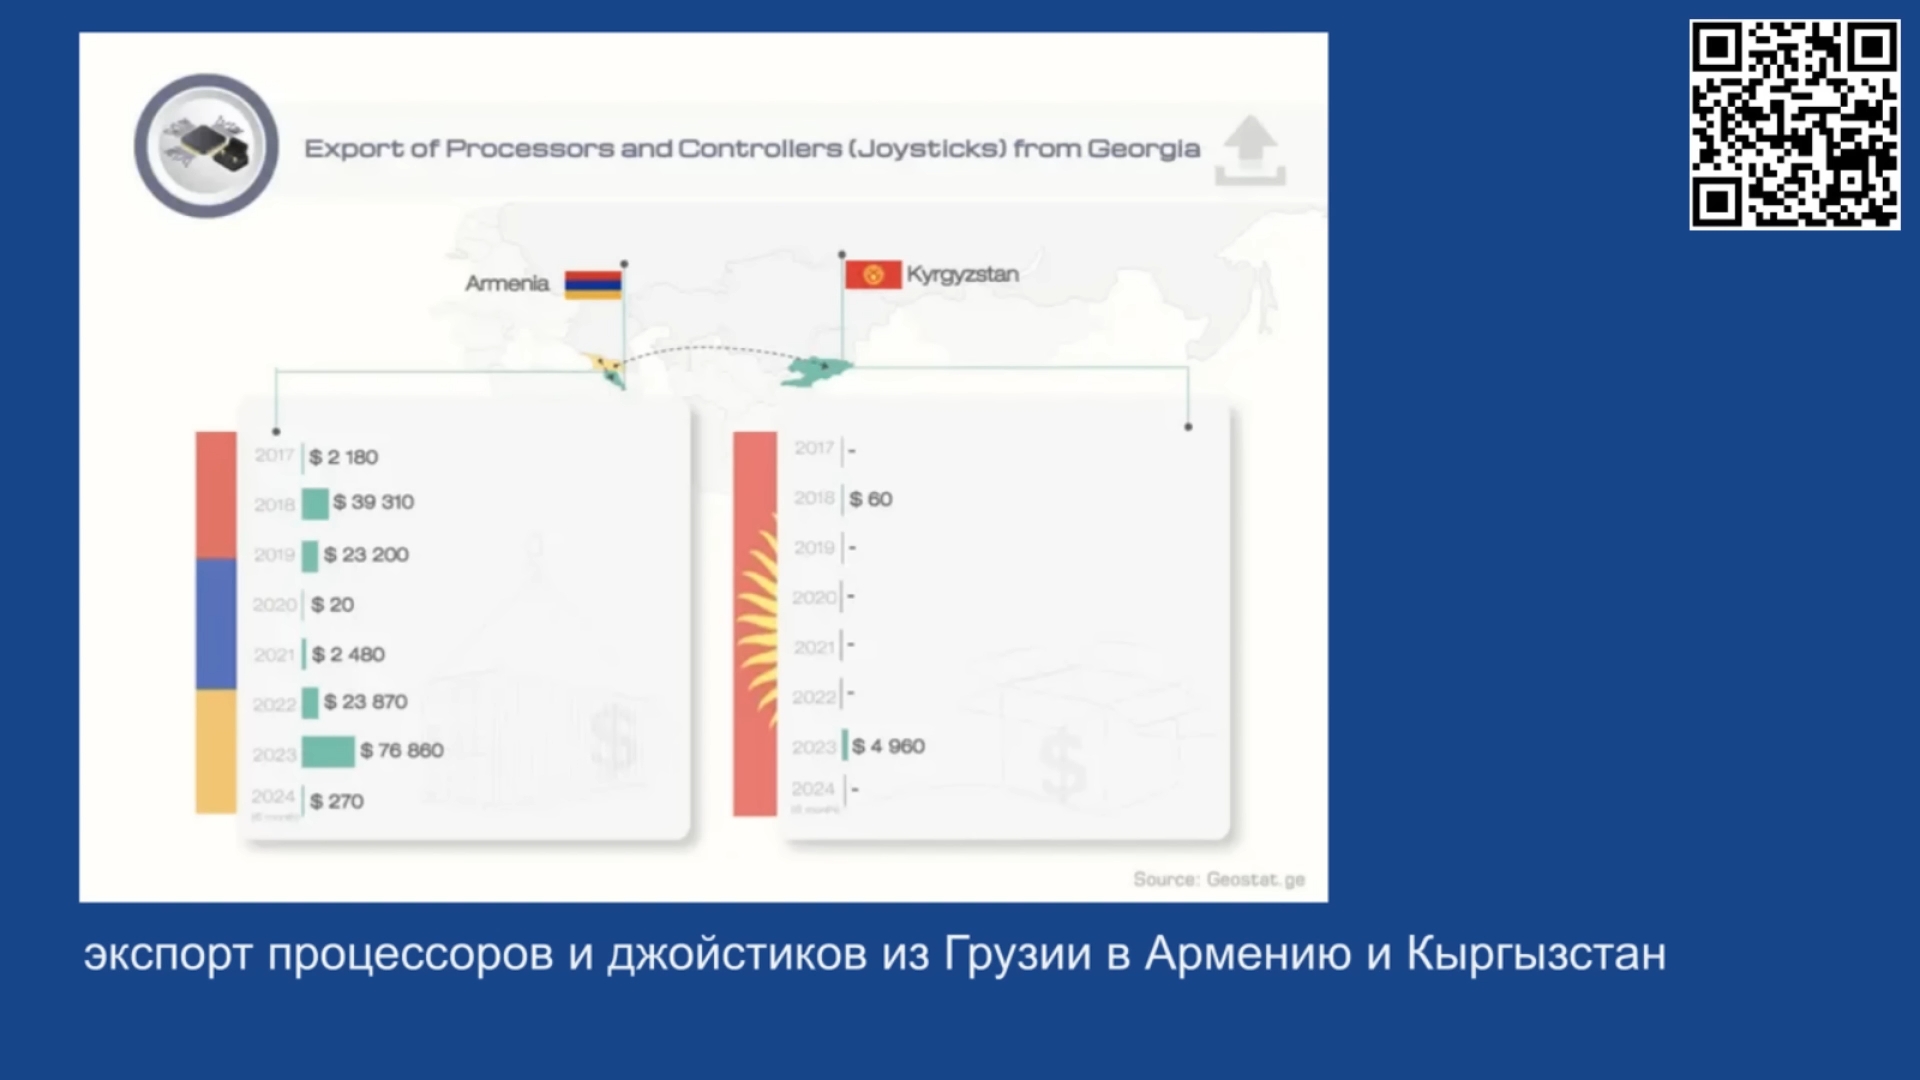 Export of Processors and Controllers (Joysticks) from Georgia
Armenia
Kyrgyzstan
2017 $ 2 180
2018 $ 39 310
2019 $ 23 200
2020 $ 20
2021 $ 2 480
2022 $ 23 870
2023 $ 76 860
2024 $ 270
2017 -
2018 $ 60
2019 -
2020 -
2021 -
2022 -
2023 $ 4 960
2024 -
Source: Geostat.ge
экспорт процессоров и джойстиков из Грузии в Армению и Кыргызстан